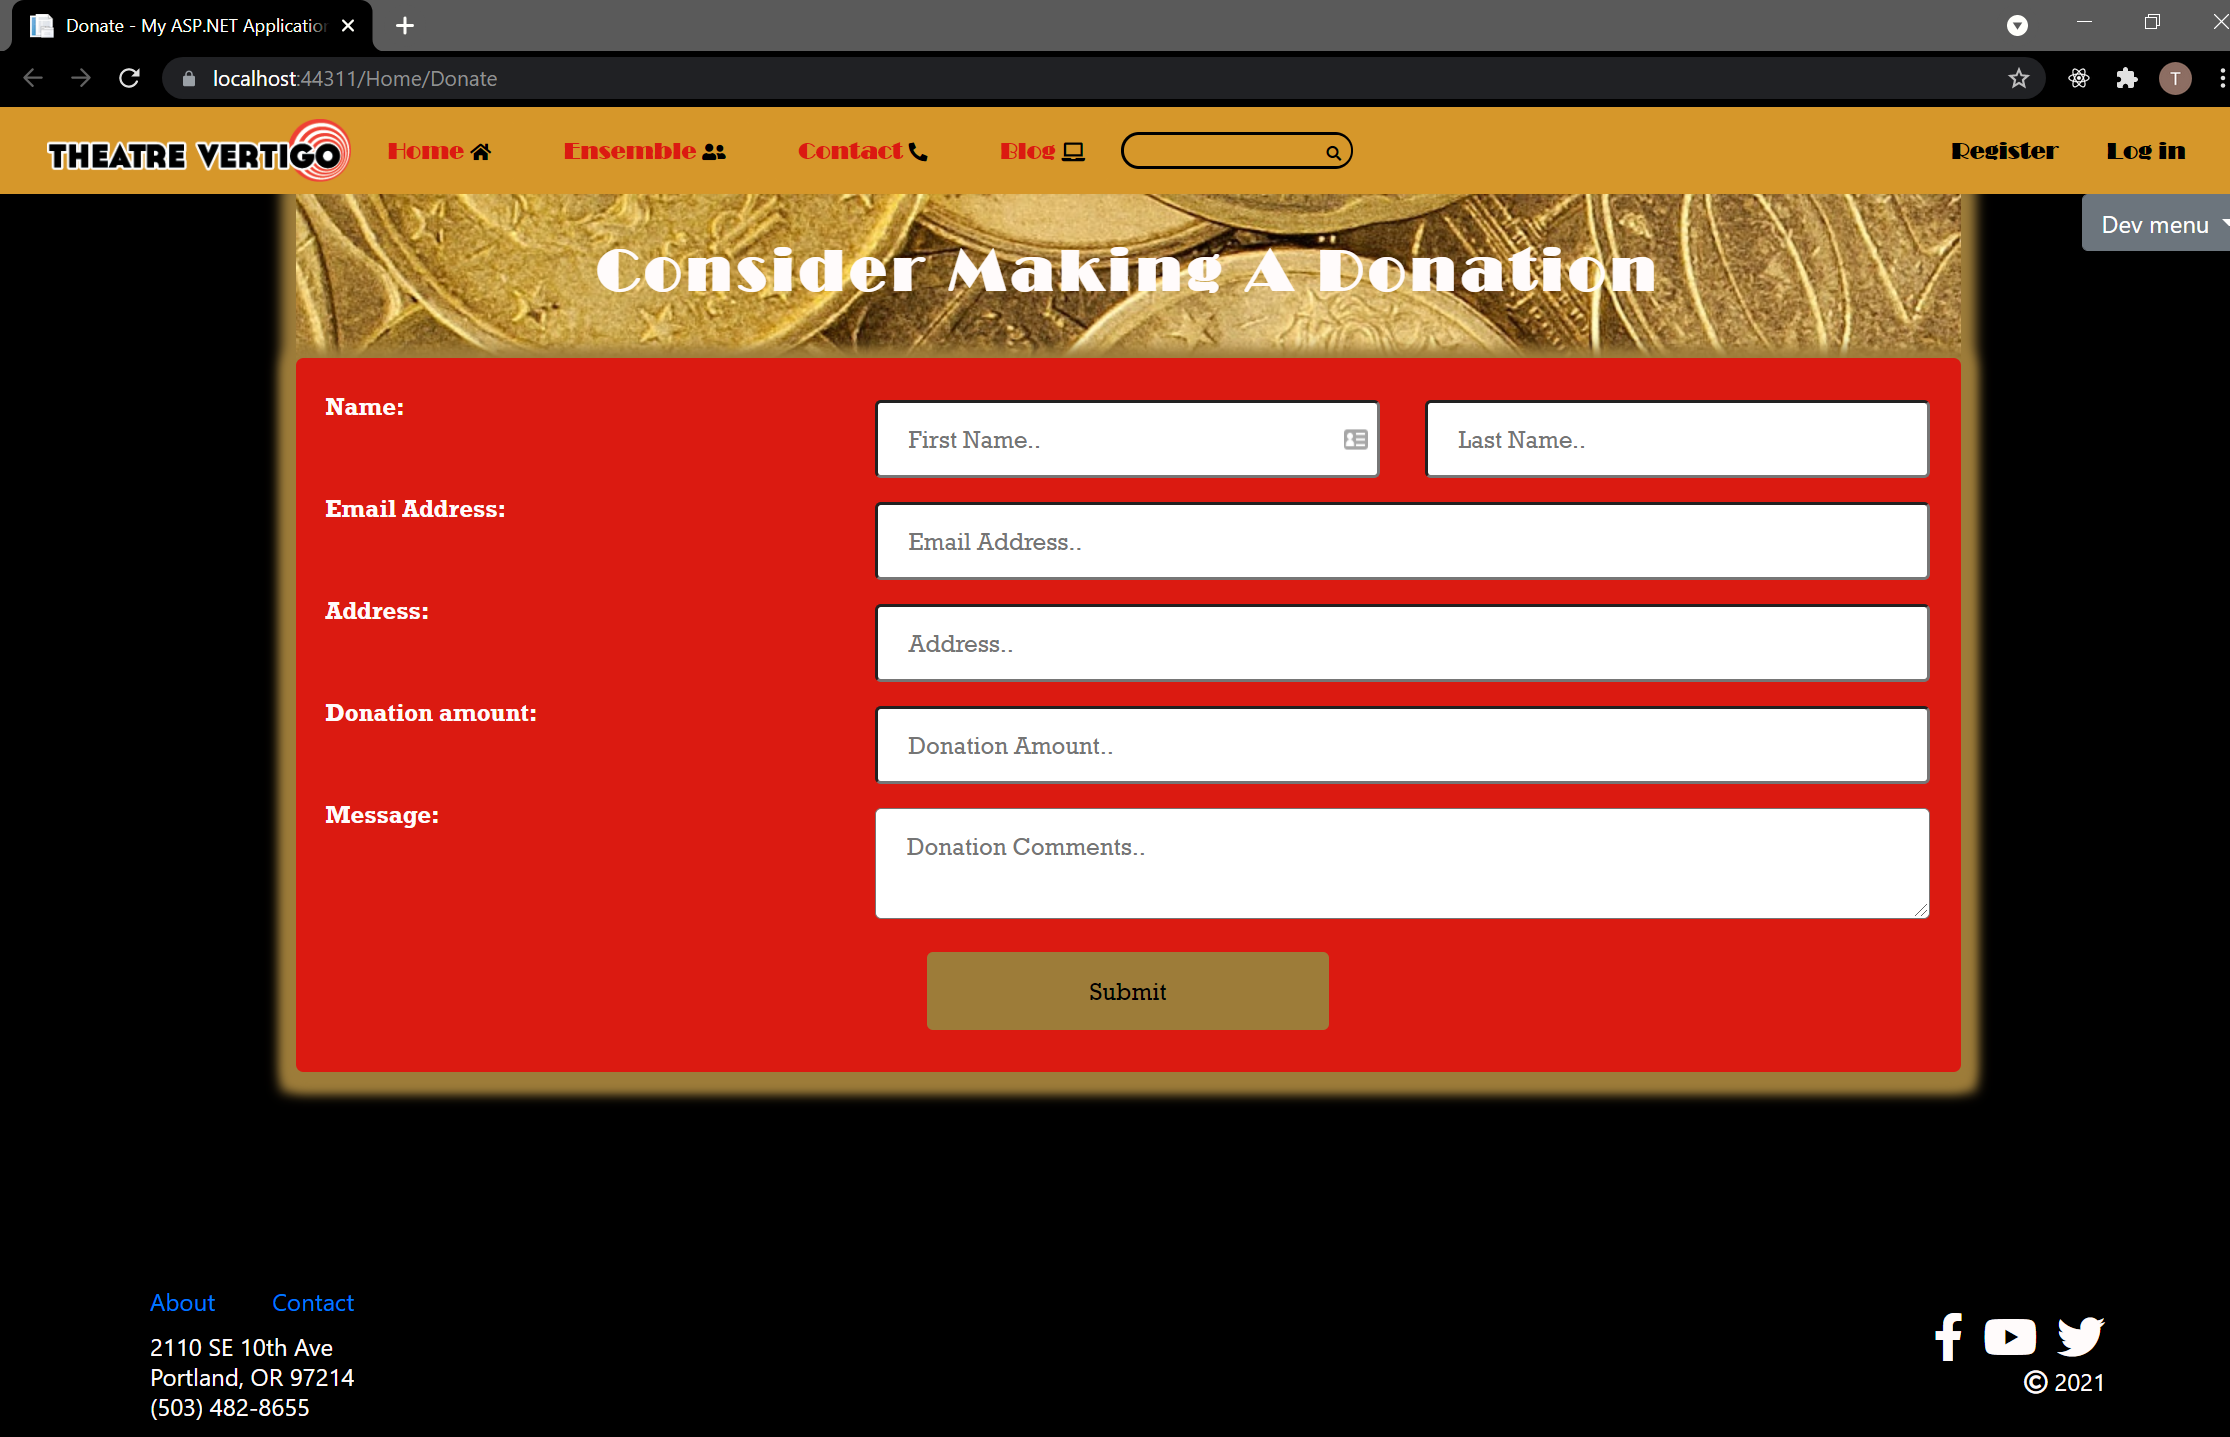 Donate - My ASP.NET Application
localhost:44311/Home/Donate
T
THEATRE VERTIGO
Home
Ensemble
Contact
Blog
Register
Log in
Dev menu
Consider Making A Donation
Name:
First Name..
Last Name..
Email Address:
Email Address..
Address:
Address..
Donation amount:
Donation Amount..
Message:
Donation Comments..
Submit
About
Contact
2110 SE 10th Ave
Portland, OR 97214
(503) 482-8655
© 2021